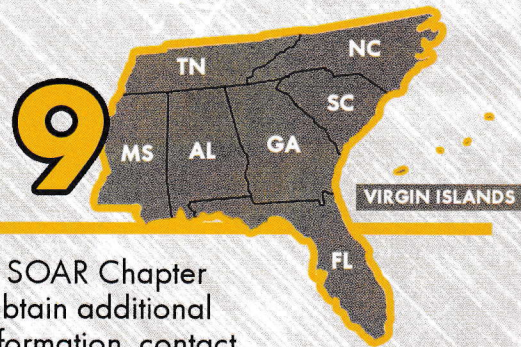 9
TN
NC
SC
MS
AL
GA
VIRGIN ISLANDS
FL
SOAR Chapter
btain additional
formation, contact